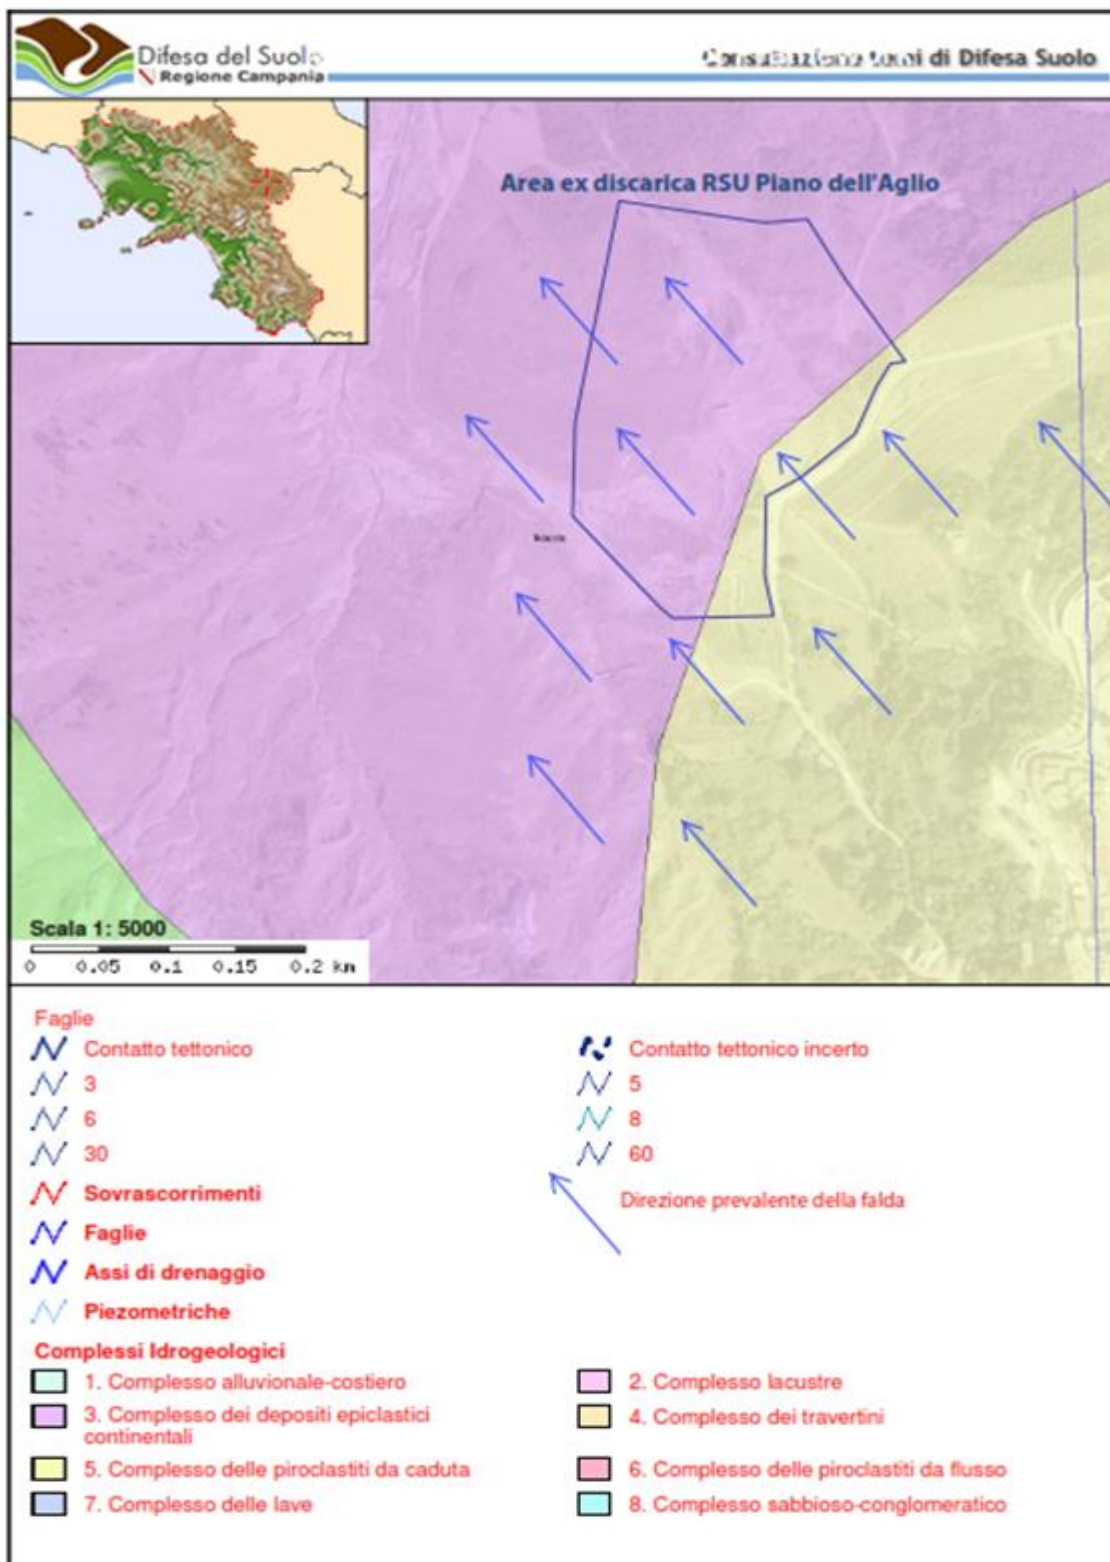 Difesa del Suolo
Regione Campania
di Difesa Suolo
Area ex discarica RSU Piano dell'Aglio
Scala 1: 5000
0 0.05 0.1 0.15 0.2 km
Faglie
Contatto tettonico
Contatto tettonico incerto
3
5
6
8
30
60
Sovrascorrimenti
Direzione prevalente della falda
Faglie
Assi di drenaggio
Piezometriche
Complessi Idrogeologici
1. Complesso alluvionale-costiero
2. Complesso lacustre
3. Complesso dei depositi epiclastici
continentali
4. Complesso dei travertini
5. Complesso delle piroclastiti da caduta
6. Complesso delle piroclastiti da flusso
7. Complesso delle lave
8. Complesso sabbioso-conglomeratico